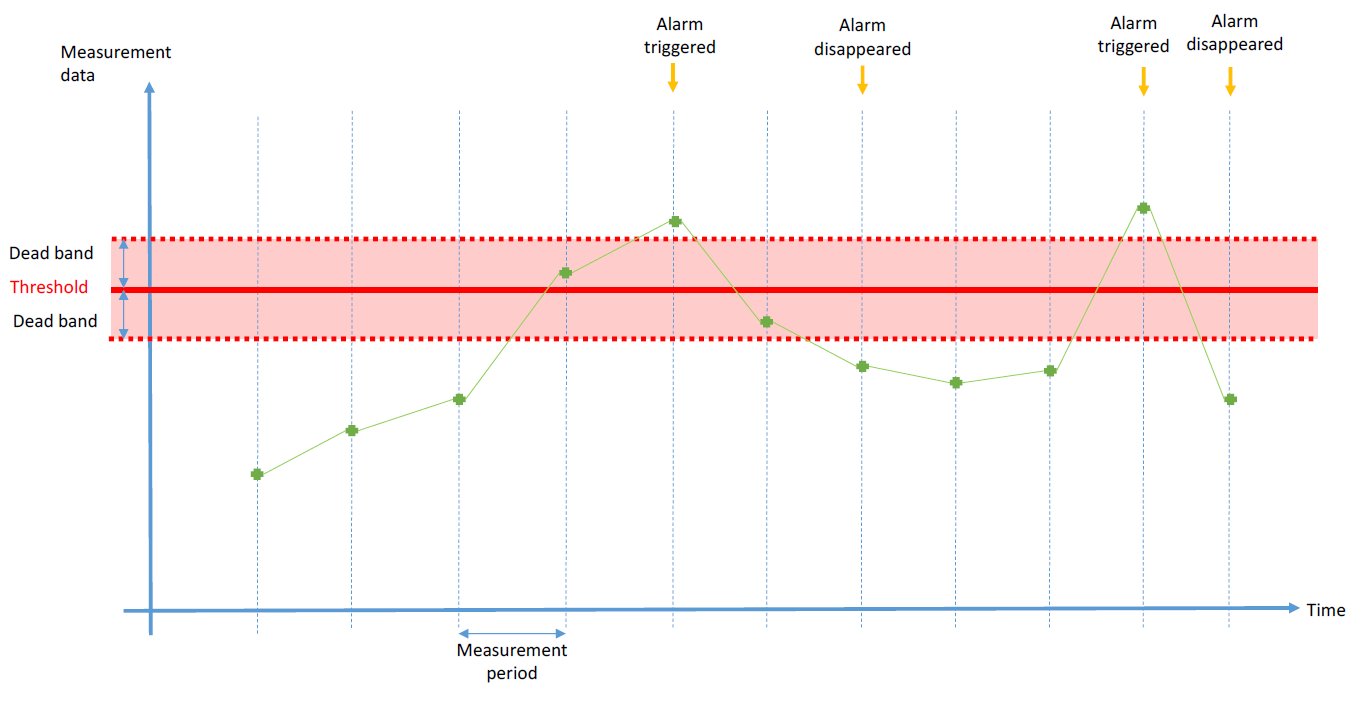 Alarm
triggered
Alarm
disappeared
Alarm
triggered
Alarm
disappeared
Measurement
data
Dead band
Threshold
Dead band
Time
Measurement
period